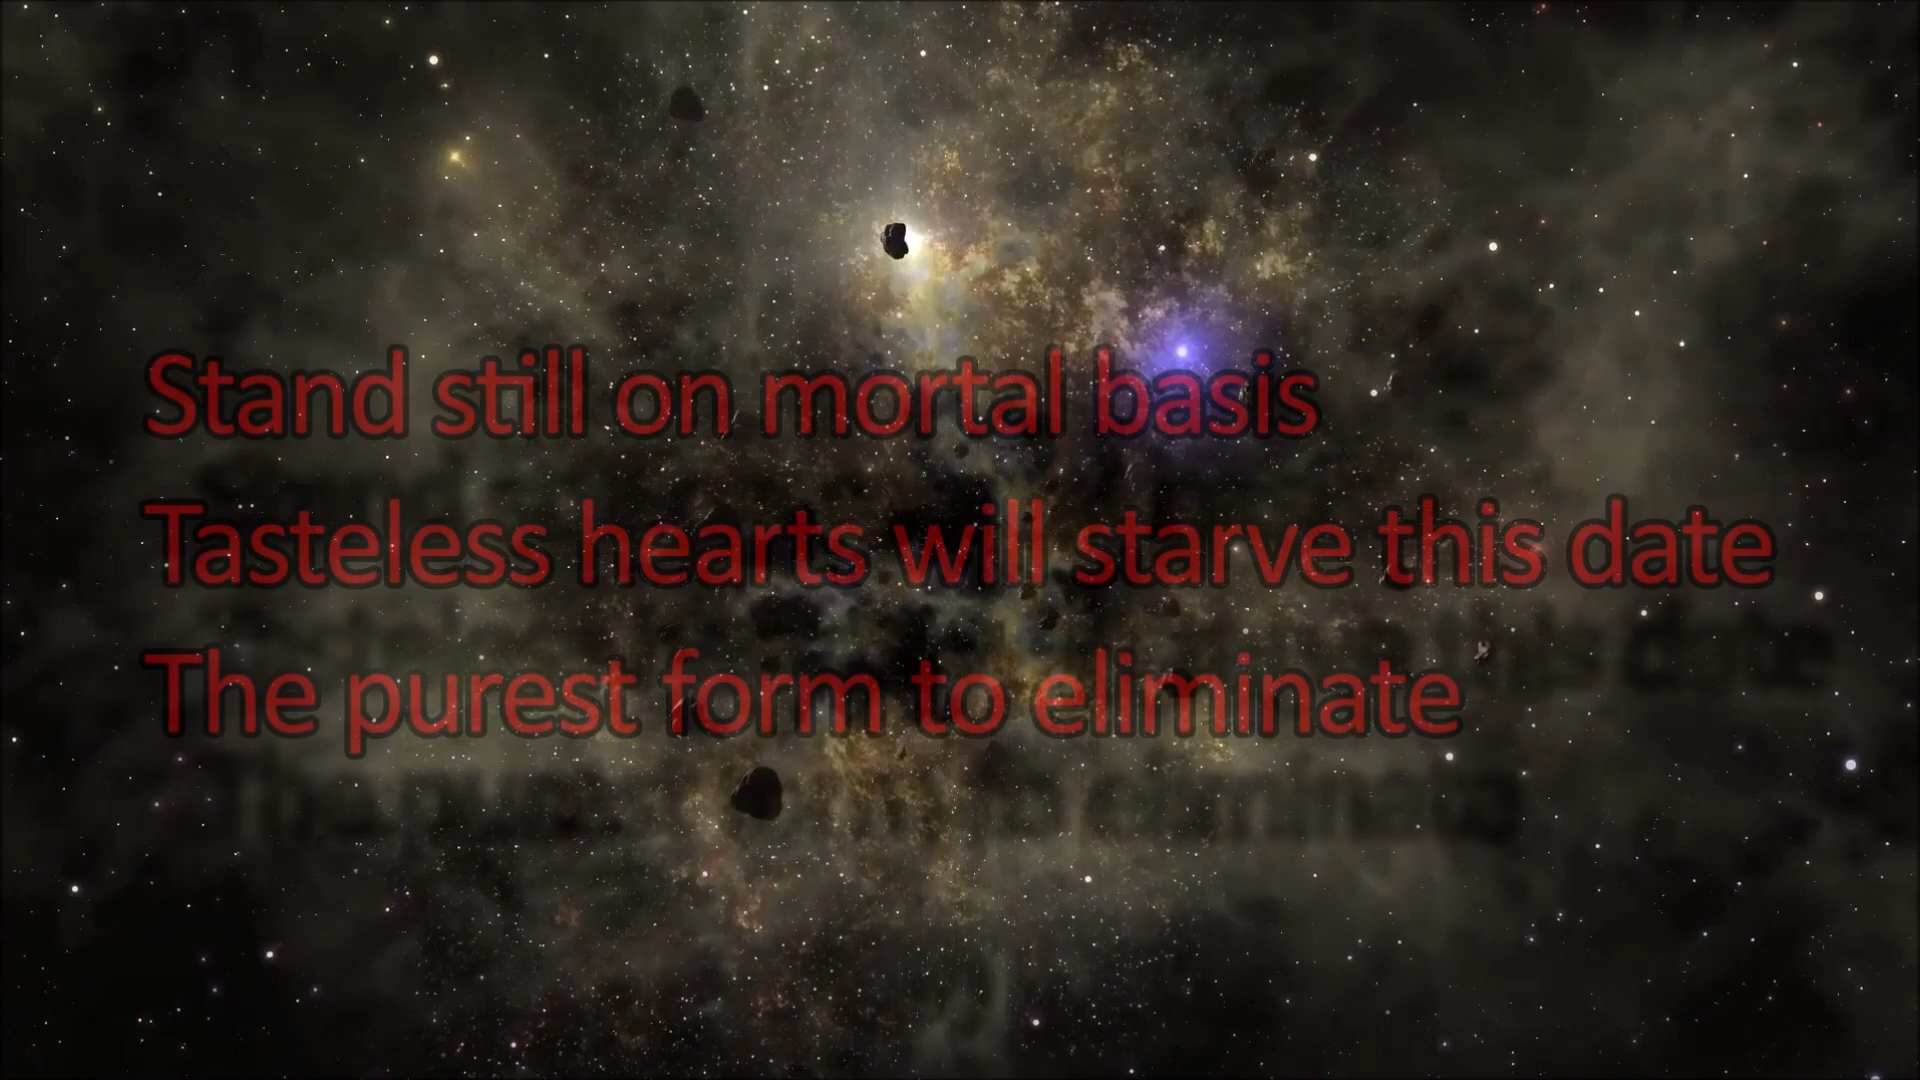 Stand still on mortal basis
Tasteless hearts will starve this date
The purest form to eliminate